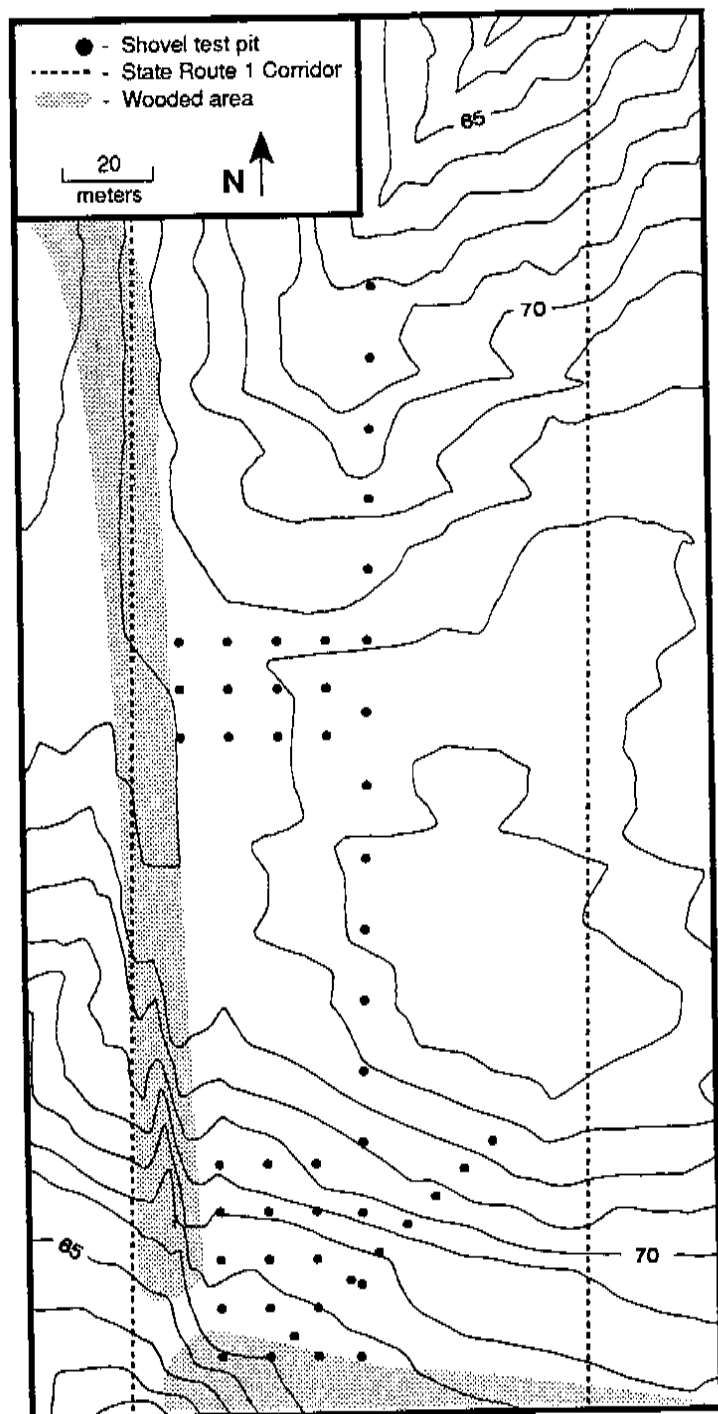 - Shovel test pit
- State Route 1 Corridor
- Wooded area
20
meters
N
65
70
70
65